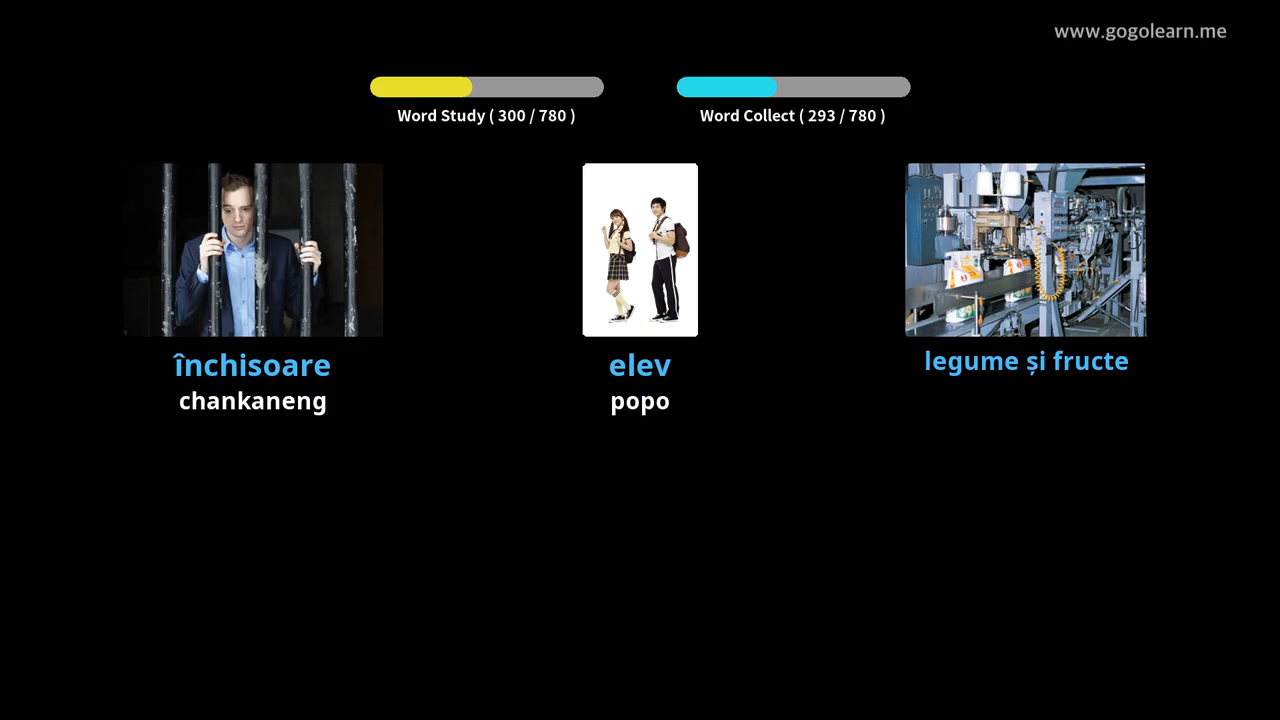 www.gogolearn.me
Word Study ( 300 / 780 )
Word Collect ( 293 / 780 )
închisoare
chankaneng
elev
popo
legume și fructe